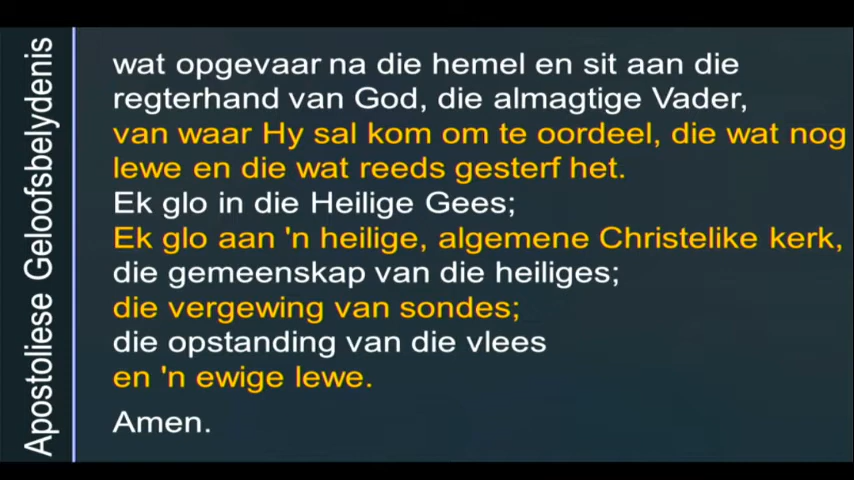 Apostoliese Geloofsbelydenis
wat opgevaar na die hemel en sit aan die
regterhand van God, die almagtige Vader,
van waar Hy sal kom om te oordeel, die wat nog
lewe en die wat reeds gesterf het.
Ek glo in die Heilige Gees;
Ek glo aan 'n heilige, algemene Christelike kerk,
die gemeenskap van die heiliges;
die vergewing van sondes;
die opstanding van die vlees
en 'n ewige lewe.
Amen.